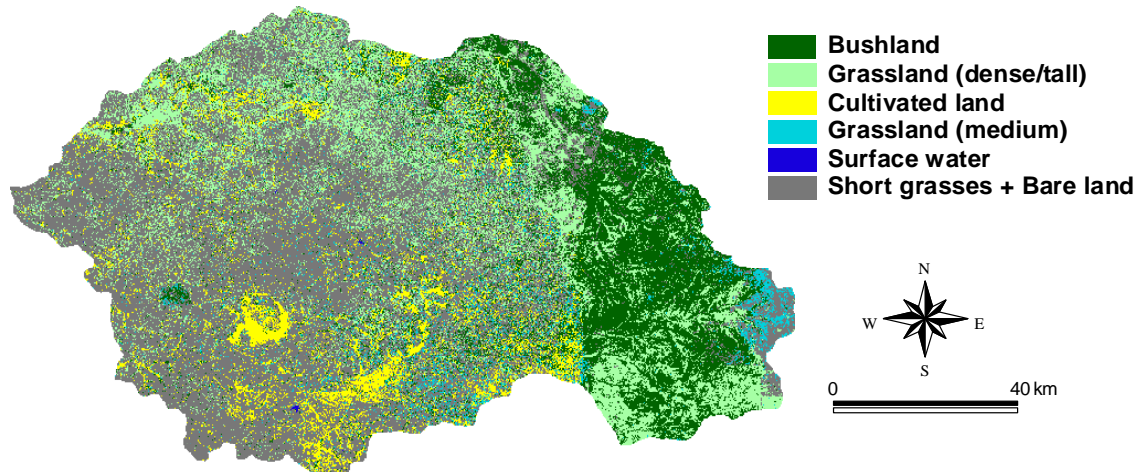 Bushland
Grassland (dense/tall)
Cultivated land
Grassland (medium)
Surface water
Short grasses + Bare land
N
W E
S
0 40 km